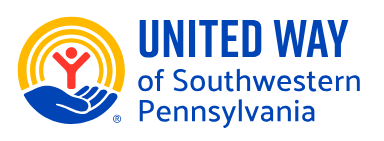 UNITED WAY
of Southwestern
Pennsylvania
®